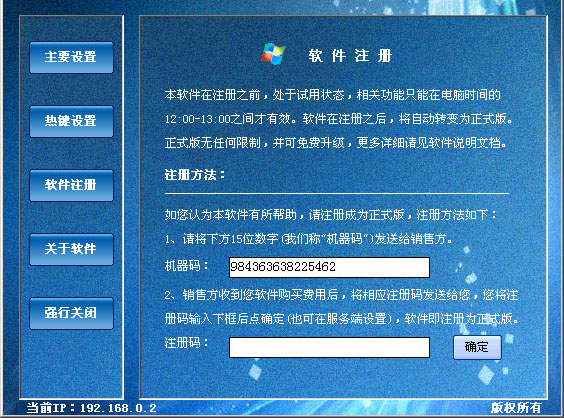 软件注册
主要设置
热键设置
软件注册
关于软件
强行关闭
本软件在注册之前，处于试用状态，相关功能只能在电脑时间的
12:00-13:00之间才有效。软件在注册之后，将自动转变为正式版。
正式版无任何限制，并可免费升级，更多详细请见软件说明文档。
注册方法：
如您认为本软件有所帮助，请注册成为正式版，注册方法如下：
1、请将下方15位数字(我们称"机器码")发送给销售方。
机器码： 984363638225462
2、销售方收到您软件购买费用后，将相应注册码发送给您，您将注
册码输入下框后点确定(也可在服务端设置)，软件即注册为正式版。
注册码： 确定
当前IP：192.168.0.2 版权所有